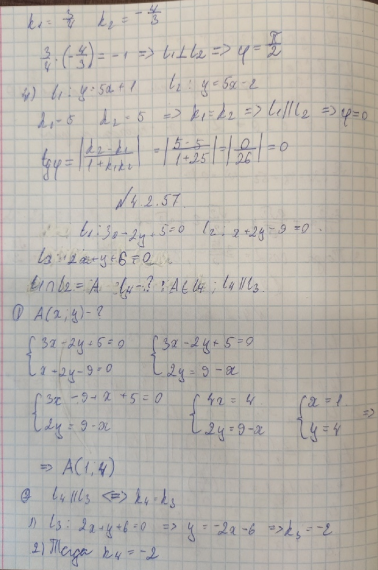 k₁ = 3/4   k₂ = -4/3
3/4 · (-4/3) = -1 => l₁ ⊥ l₂ => φ = π/2
4) l₁: y = 5x + 1   l₂: y = 5x - 2
k₁ = 5   k₂ = 5 => k₁ = k₂ => l₁ || l₂ => φ = 0
tgφ = |(k₂ - k₁)/(1 + k₁k₂)| = |(5 - 5)/(1 + 25)| = |0/26| = 0
№ 4.2.57.
l₁: 3x - 2y + 5 = 0   l₂: x + 2y - 9 = 0.
2x + y + 6 = 0
l₁ ∩ l₂ = A   l₄ - ?: A ∈ l₄; l₄ || l₃
① A(x, y) - ?
{ 3x - 2y + 5 = 0   { 3x - 2y + 5 = 0
x + 2y - 9 = 0   2y = 9 - x
{ 3x - 9 + x + 5 = 0   { 4x = 4   { x = 1 =>
2y = 9 - x   2y = 9 - x   y = 4
=> A(1, 4)
② l₄ || l₃ <=> k₄ = k₃
1) l₃: 2x + y + 6 = 0 => y = -2x - 6 => k₃ = -2
2) Тогда k₄ = -2